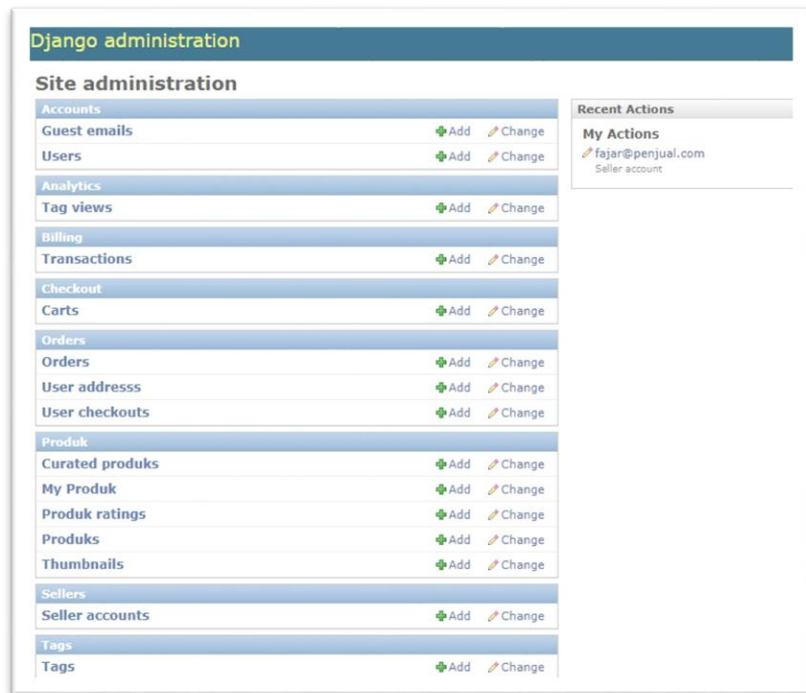 Django administration
Site administration
Accounts
Guest emails Add Change
Users Add Change
Analytics
Tag views Add Change
Billing
Transactions Add Change
Checkout
Carts Add Change
Orders
Orders Add Change
User addresss Add Change
User checkouts Add Change
Produk
Curated produks Add Change
My Produk Add Change
Produk ratings Add Change
Produks Add Change
Thumbnails Add Change
Sellers
Seller accounts Add Change
Tags
Tags Add Change
Recent Actions
My Actions
fajar@penjual.com
Seller account